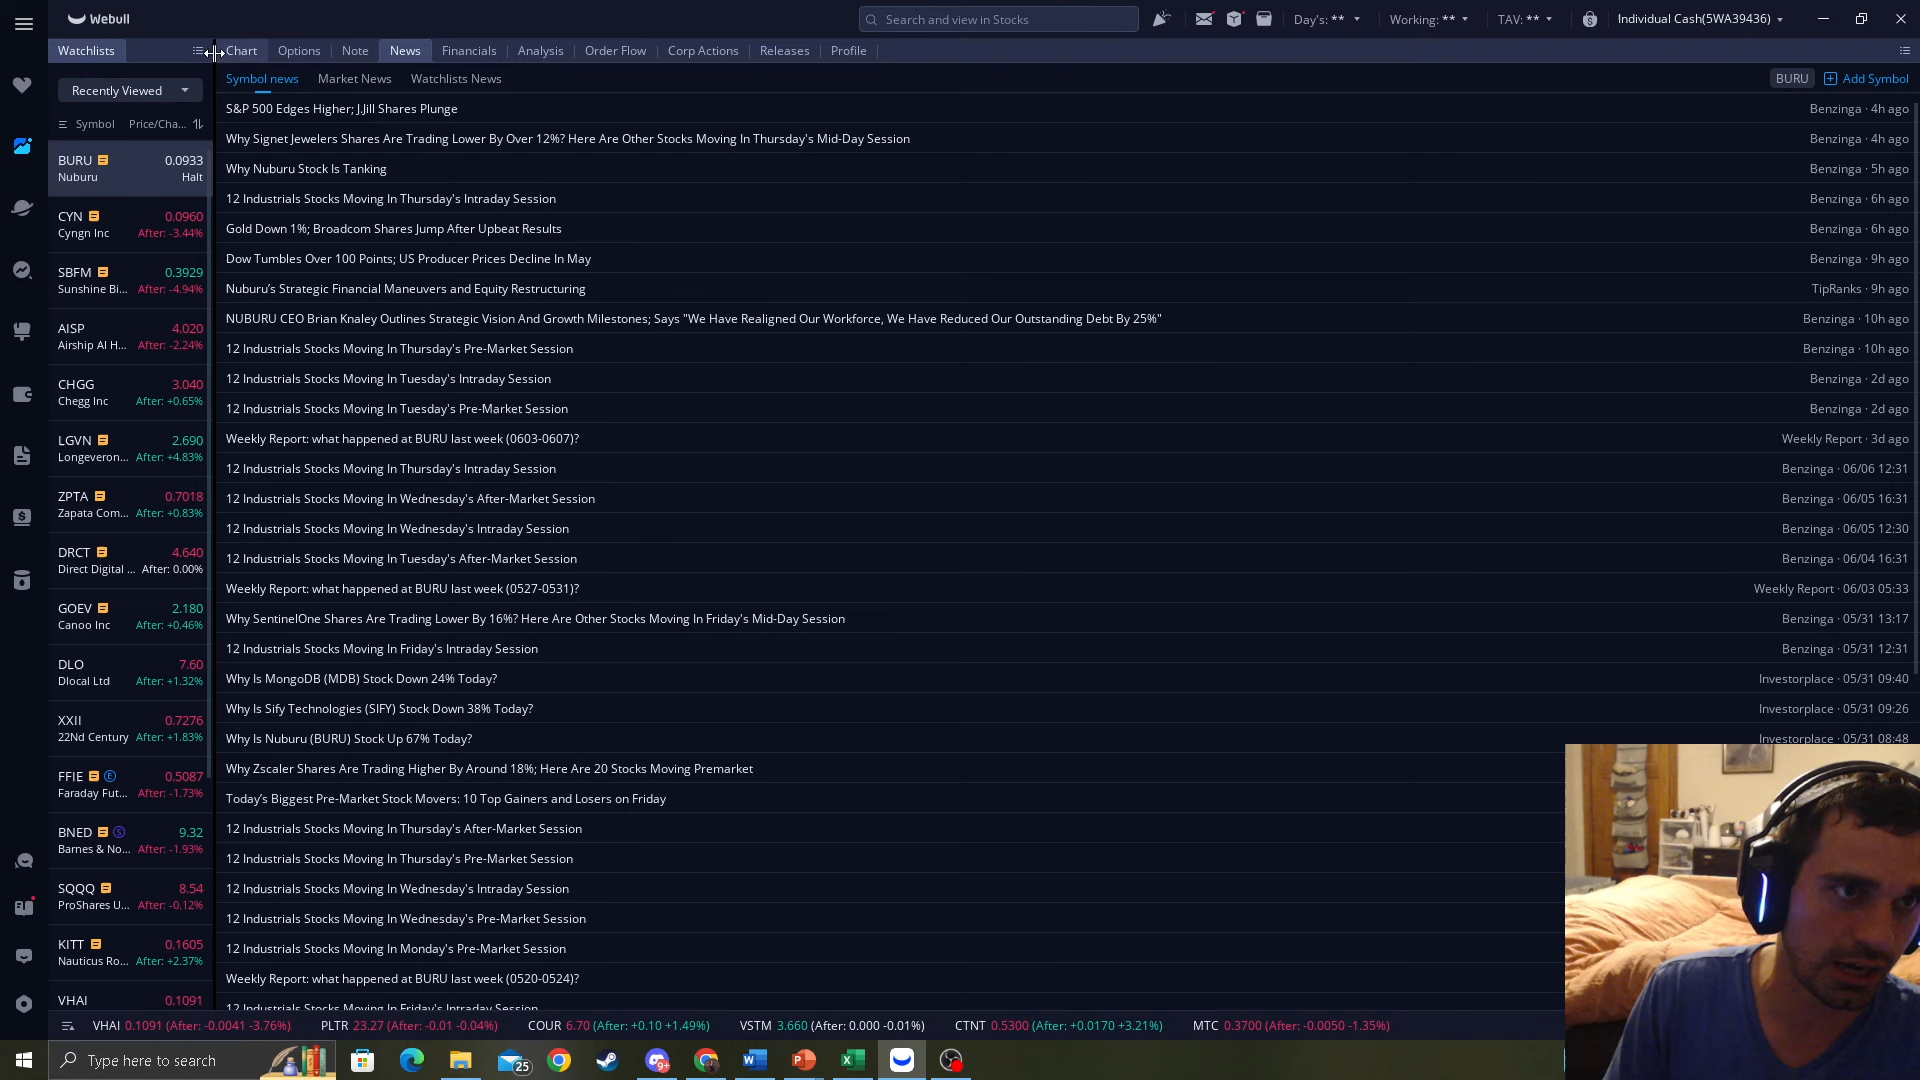 Webull
Search and view in Stocks
Day's: **
Working: **
TAV: **
Individual Cash(5WA39436)
Watchlists
Chart
Options
Note
News
Financials
Analysis
Order Flow
Corp Actions
Releases
Profile
Symbol news
Market News
Watchlists News
BURU
Add Symbol
Recently Viewed
Symbol
Price/Cha...
BURU 0.0933
Nuburu Halt
CYN 0.0960
Cyngn Inc After: -3.44%
SBFM 0.3929
Sunshine Bi... After: -4.94%
AISP 4.020
Airship AI H... After: -2.24%
CHGG 3.040
Chegg Inc After: +0.65%
LGVN 2.690
Longeveron... After: +4.83%
ZPTA 0.7018
Zapata Com... After: +0.83%
DRCT 4.640
Direct Digital ... After: 0.00%
GOEV 2.180
Canoo Inc After: +0.46%
DLO 7.60
Dlocal Ltd After: +1.32%
XXII 0.7276
22Nd Century After: +1.83%
FFIE E 0.5087
Faraday Fut... After: -1.73%
BNED S 9.32
Barnes & No... After: -1.93%
SQQQ 8.54
ProShares U... After: -0.12%
KITT 0.1605
Nauticus Ro... After: +2.37%
VHAI 0.1091
S&P 500 Edges Higher; J.Jill Shares Plunge Benzinga · 4h ago
Why Signet Jewelers Shares Are Trading Lower By Over 12%? Here Are Other Stocks Moving In Thursday's Mid-Day Session Benzinga · 4h ago
Why Nuburu Stock Is Tanking Benzinga · 5h ago
12 Industrials Stocks Moving In Thursday's Intraday Session Benzinga · 6h ago
Gold Down 1%; Broadcom Shares Jump After Upbeat Results Benzinga · 6h ago
Dow Tumbles Over 100 Points; US Producer Prices Decline In May Benzinga · 9h ago
Nuburu's Strategic Financial Maneuvers and Equity Restructuring TipRanks · 9h ago
NUBURU CEO Brian Knaley Outlines Strategic Vision And Growth Milestones; Says "We Have Realigned Our Workforce, We Have Reduced Our Outstanding Debt By 25%" Benzinga · 10h ago
12 Industrials Stocks Moving In Thursday's Pre-Market Session Benzinga · 10h ago
12 Industrials Stocks Moving In Tuesday's Intraday Session Benzinga · 2d ago
12 Industrials Stocks Moving In Tuesday's Pre-Market Session Benzinga · 2d ago
Weekly Report: what happened at BURU last week (0603-0607)? Weekly Report · 3d ago
12 Industrials Stocks Moving In Thursday's Intraday Session Benzinga · 06/06 12:31
12 Industrials Stocks Moving In Wednesday's After-Market Session Benzinga · 06/05 16:31
12 Industrials Stocks Moving In Wednesday's Intraday Session Benzinga · 06/05 12:30
12 Industrials Stocks Moving In Tuesday's After-Market Session Benzinga · 06/04 16:31
Weekly Report: what happened at BURU last week (0527-0531)? Weekly Report · 06/03 05:33
Why SentinelOne Shares Are Trading Lower By 16%? Here Are Other Stocks Moving In Friday's Mid-Day Session Benzinga · 05/31 13:17
12 Industrials Stocks Moving In Friday's Intraday Session Benzinga · 05/31 12:31
Why Is MongoDB (MDB) Stock Down 24% Today? Investorplace · 05/31 09:40
Why Is Sify Technologies (SIFY) Stock Down 38% Today? Investorplace · 05/31 09:26
Why Is Nuburu (BURU) Stock Up 67% Today? Investorplace · 05/31 08:48
Why Zscaler Shares Are Trading Higher By Around 18%; Here Are 20 Stocks Moving Premarket
Today's Biggest Pre-Market Stock Movers: 10 Top Gainers and Losers on Friday
12 Industrials Stocks Moving In Thursday's After-Market Session
12 Industrials Stocks Moving In Thursday's Pre-Market Session
12 Industrials Stocks Moving In Wednesday's Intraday Session
12 Industrials Stocks Moving In Wednesday's Pre-Market Session
12 Industrials Stocks Moving In Monday's Pre-Market Session
Weekly Report: what happened at BURU last week (0520-0524)?
12 Industrials Stocks Moving In Friday's Intraday Session
VHAI 0.1091 (After: -0.0041 -3.76%)
PLTR 23.27 (After: -0.01 -0.04%)
COUR 6.70 (After: +0.10 +1.49%)
VSTM 3.660 (After: 0.000 -0.01%)
CTNT 0.5300 (After: +0.0170 +3.21%)
MTC 0.3700 (After: -0.0050 -1.35%)
Type here to search
25
9+